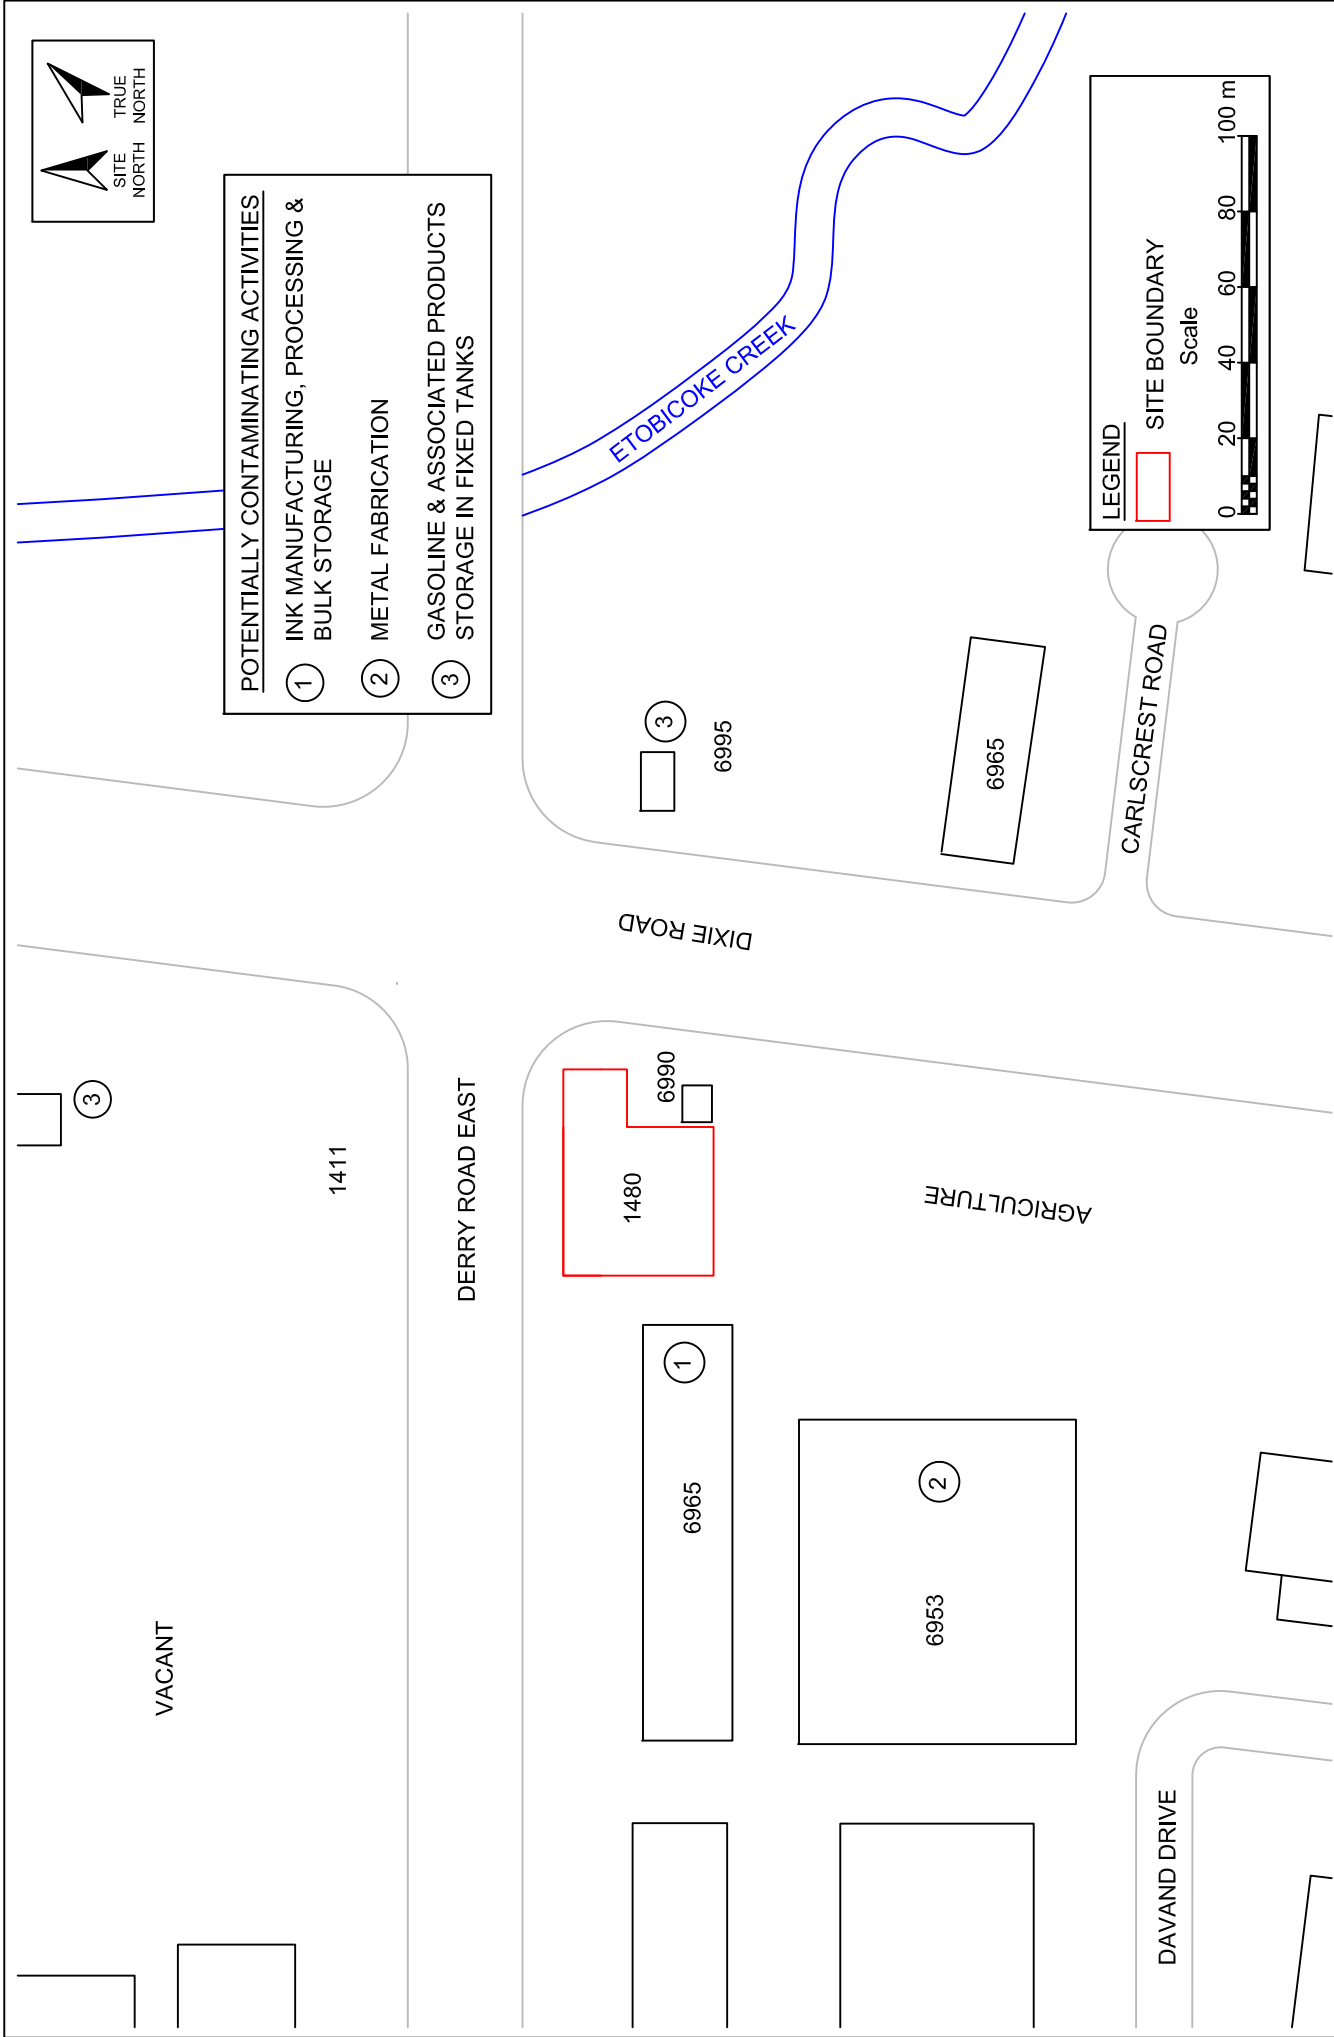 VACANT
1411
3
SITE
NORTH
TRUE
NORTH
POTENTIALLY CONTAMINATING ACTIVITIES
1 INK MANUFACTURING, PROCESSING &
BULK STORAGE
2 METAL FABRICATION
3 GASOLINE & ASSOCIATED PRODUCTS
STORAGE IN FIXED TANKS
DERRY ROAD EAST
6965
1
1480
6990
DIXIE ROAD
3
6995
ETOBICOKE CREEK
6953
2
AGRICULTURE
6965
DAVAND DRIVE
CARLSCREST ROAD
LEGEND
SITE BOUNDARY
Scale
0 20 40 60 80 100 m